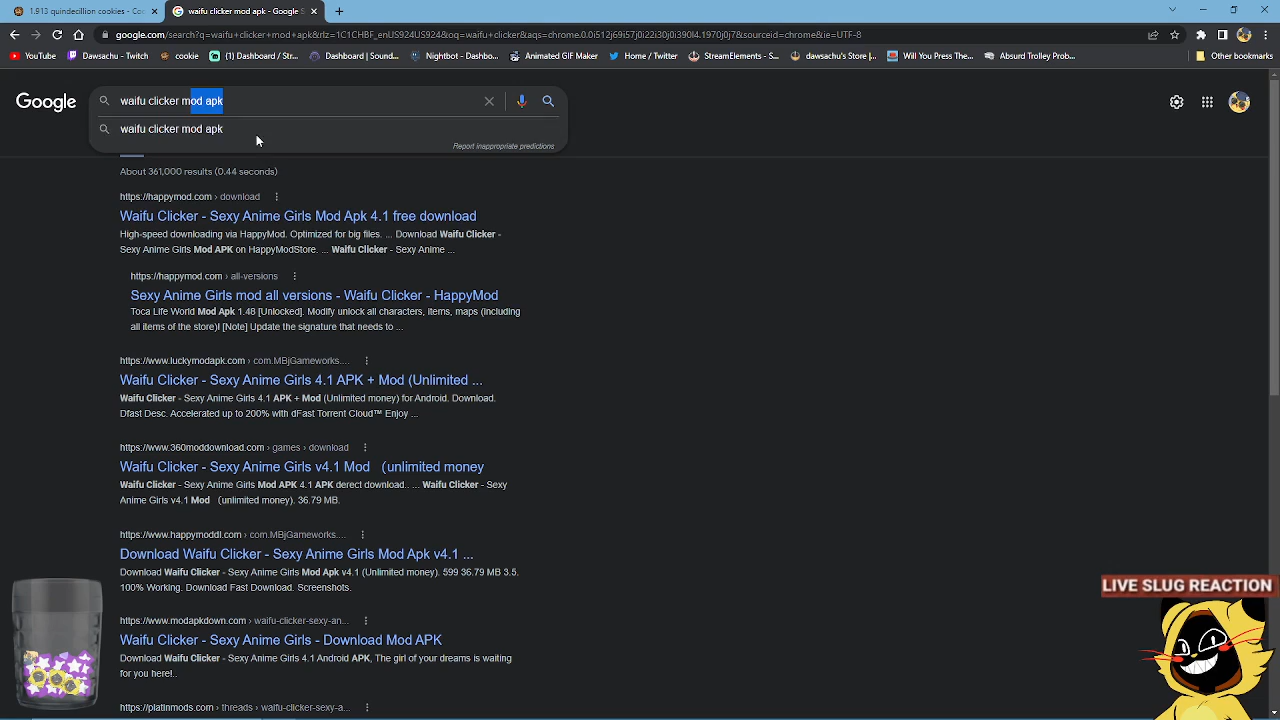 1.913 quindecillion cookies - Coo
waifu clicker mod apk - Google S
google.com/search?q=waifu+clicker+mod+apk&rlz=1C1CHBF_enUS924US924&oq=waifu+clicker&aqs=chrome.0.0i512j69i57j0i22i30j0i390l4.1970j0j7&sourceid=chrome&ie=UTF-8
YouTube
Dawsachu - Twitch
cookie
(1) Dashboard / Str...
Dashboard | Sound...
Nightbot - Dashbo...
Animated GIF Maker
Home / Twitter
StreamElements - S...
dawsachu's Store | ...
Will You Press The...
Absurd Trolley Prob...
Other bookmarks
Google
waifu clicker mod apk
waifu clicker mod apk
Report inappropriate predictions
About 361,000 results (0.44 seconds)
https://happymod.com › download
Waifu Clicker - Sexy Anime Girls Mod Apk 4.1 free download
High-speed downloading via HappyMod. Optimized for big files. ... Download Waifu Clicker -
Sexy Anime Girls Mod APK on HappyModStore. ... Waifu Clicker - Sexy Anime ...
https://happymod.com › all-versions
Sexy Anime Girls mod all versions - Waifu Clicker - HappyMod
Toca Life World Mod Apk 1.48 [Unlocked]. Modify unlock all characters, items, maps (including
all items of the store)I [Note] Update the signature that needs to ...
https://www.luckymodapk.com › com.MBjGameworks....
Waifu Clicker - Sexy Anime Girls 4.1 APK + Mod (Unlimited ...
Waifu Clicker - Sexy Anime Girls 4.1 APK + Mod (Unlimited money) for Android. Download.
Dfast Desc. Accelerated up to 200% with dFast Torrent Cloud™ Enjoy ...
https://www.360moddownload.com › games › download
Waifu Clicker - Sexy Anime Girls v4.1 Mod （unlimited money
Waifu Clicker - Sexy Anime Girls Mod APK 4.1 APK derect download.. ... Waifu Clicker - Sexy
Anime Girls v4.1 Mod （unlimited money). 36.79 MB.
https://www.happymoddl.com › com.MBjGameworks....
Download Waifu Clicker - Sexy Anime Girls Mod Apk v4.1 ...
Download Waifu Clicker - Sexy Anime Girls Mod Apk v4.1 (Unlimited money). 599 36.79 MB 3.5.
100% Working. Download Fast Download. Screenshots.
https://www.modapkdown.com › waifu-clicker-sexy-an...
Waifu Clicker - Sexy Anime Girls - Download Mod APK
Download Waifu Clicker - Sexy Anime Girls 4.1 Android APK, The girl of your dreams is waiting
for you here!..
https://platinmods.com › threads › waifu-clicker-sexy-a...
LIVE SLUG REACTION